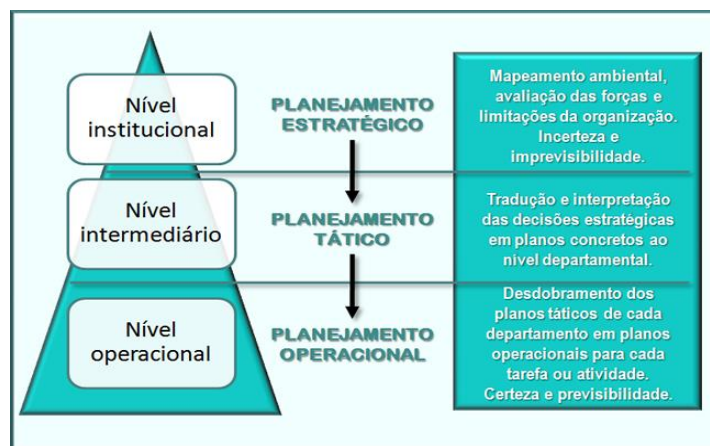 Nível
institucional
PLANEJAMENTO
ESTRATÉGICO
Mapeamento ambiental,
avaliação das forças e
limitações da organização.
Incerteza e
imprevisibilidade.
Nível
intermediário
PLANEJAMENTO
TÁTICO
Tradução e interpretação
das decisões estratégicas
em planos concretos ao
nível departamental.
Nível
operacional
PLANEJAMENTO
OPERACIONAL
Desdobramento dos
planos táticos de cada
departamento em planos
operacionais para cada
tarefa ou atividade.
Certeza e previsibilidade.